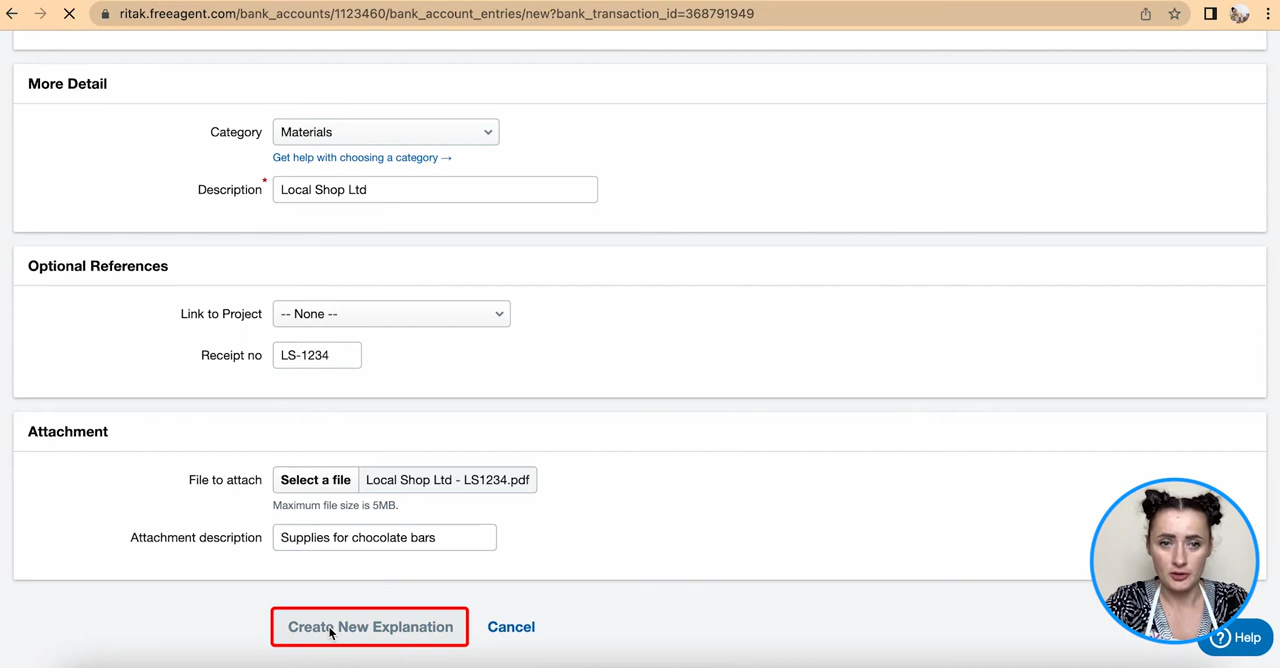 ritak.freeagent.com/bank_accounts/1123460/bank_account_entries/new?bank_transaction_id=368791949
More Detail
Category Materials
Get help with choosing a category →
Description * Local Shop Ltd
Optional References
Link to Project -- None --
Receipt no LS-1234
Attachment
File to attach Select a file Local Shop Ltd - LS1234.pdf
Maximum file size is 5MB.
Attachment description Supplies for chocolate bars
Create New Explanation Cancel
? Help